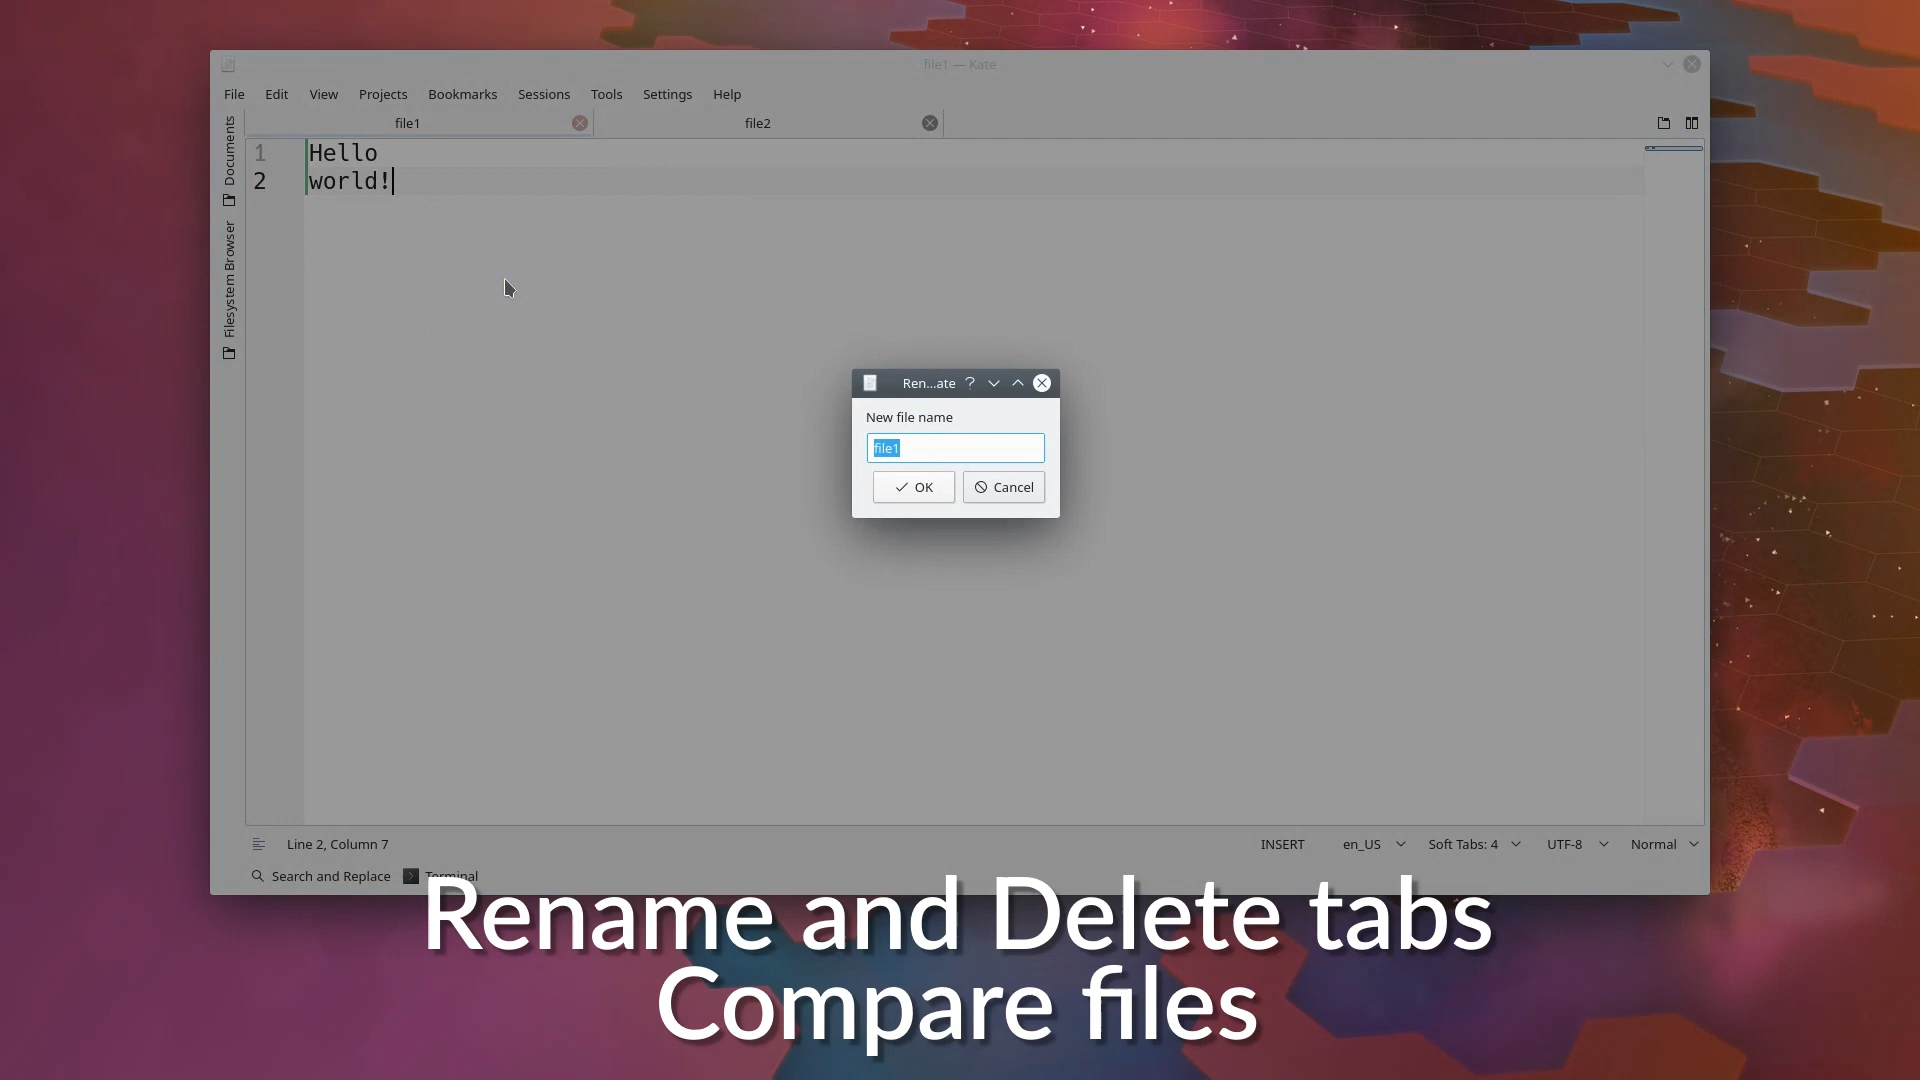 file1 — Kate
File Edit View Projects Bookmarks Sessions Tools Settings Help
file1 file2
Documents
Filesystem Browser
1 Hello
2 world!
Ren...ate ?
New file name
file1
OK Cancel
Line 2, Column 7 INSERT en_US Soft Tabs: 4 UTF-8 Normal
Search and Replace Terminal
Rename and Delete tabs
Compare files